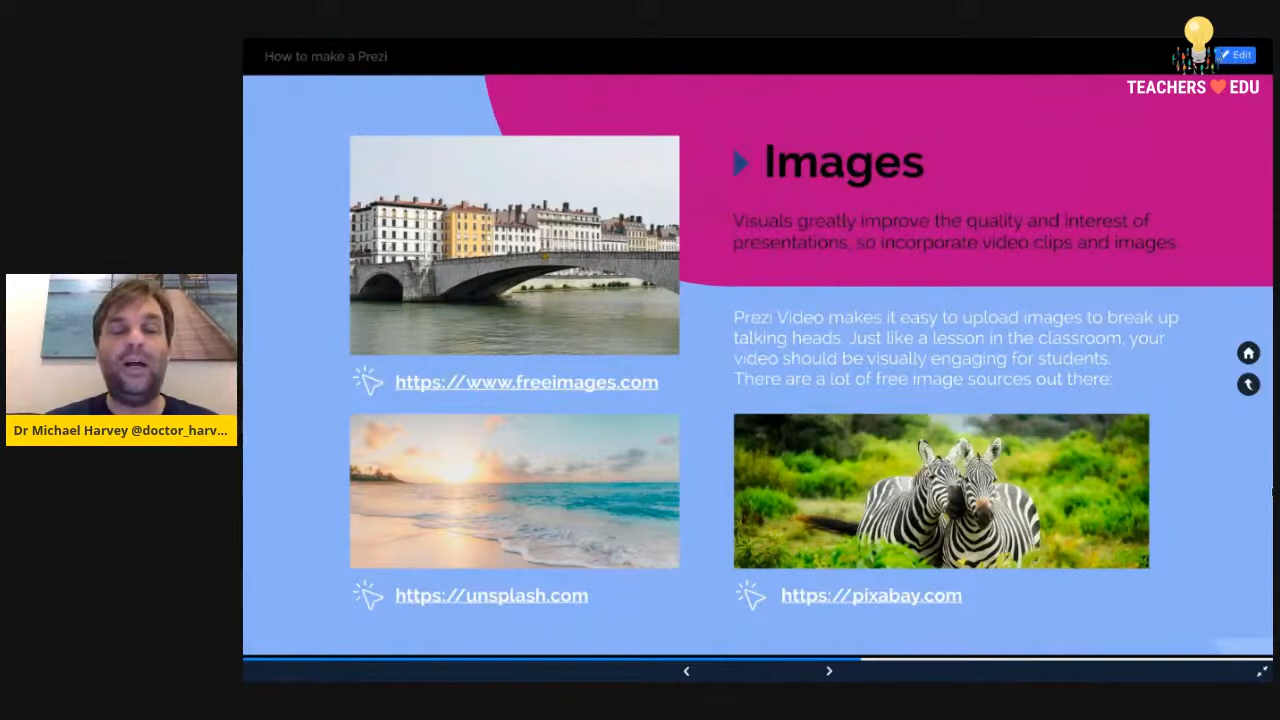 How to make a Prezi
Edit
TEACHERS EDU
Images
Visuals greatly improve the quality and interest of
presentations, so incorporate video clips and images.
Prezi Video makes it easy to upload images to break up
talking heads. Just like a lesson in the classroom, your
video should be visually engaging for students.
There are a lot of free image sources out there:
https://www.freeimages.com
https://unsplash.com
https://pixabay.com
Dr Michael Harvey @doctor_harv...